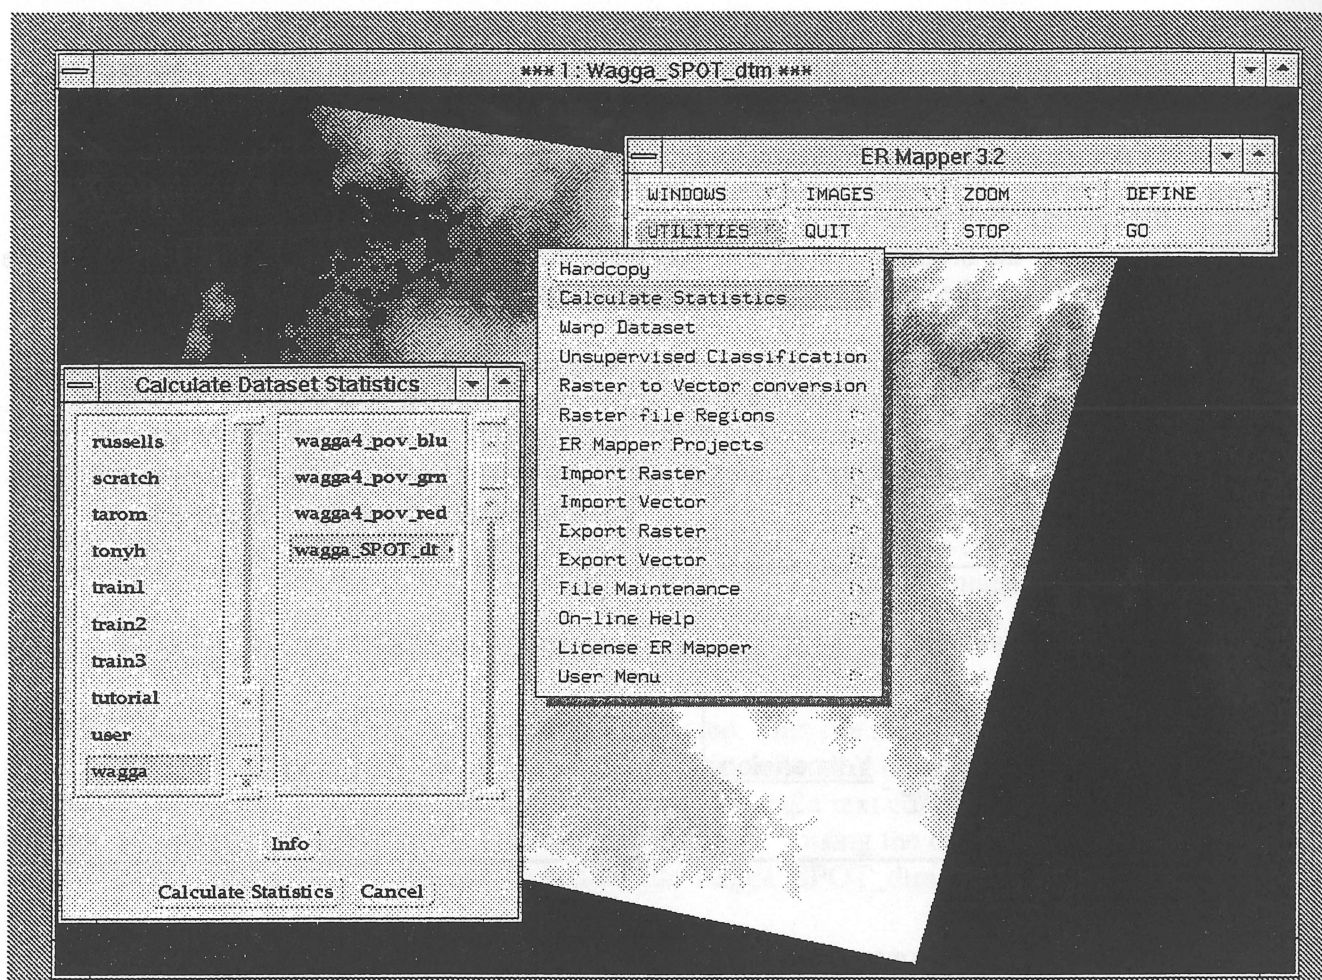 *** 1 : Wagga_SPOT_dtm ***
ER Mapper 3.2
WINDOWS IMAGES ZOOM DEFINE
UTILITIES QUIT STOP GO
Hardcopy
Calculate Statistics
Warp Dataset
Unsupervised Classification
Raster to Vector conversion
Raster file Regions
ER Mapper Projects
Import Raster
Import Vector
Export Raster
Export Vector
File Maintenance
On-line Help
License ER Mapper
User Menu
Calculate Dataset Statistics
russells
scratch
tarom
tonyh
train1
train2
train3
tutorial
user
wagga
wagga4_pov_blu
wagga4_pov_grn
wagga4_pov_red
wagga_SPOT_dt
Info
Calculate Statistics Cancel